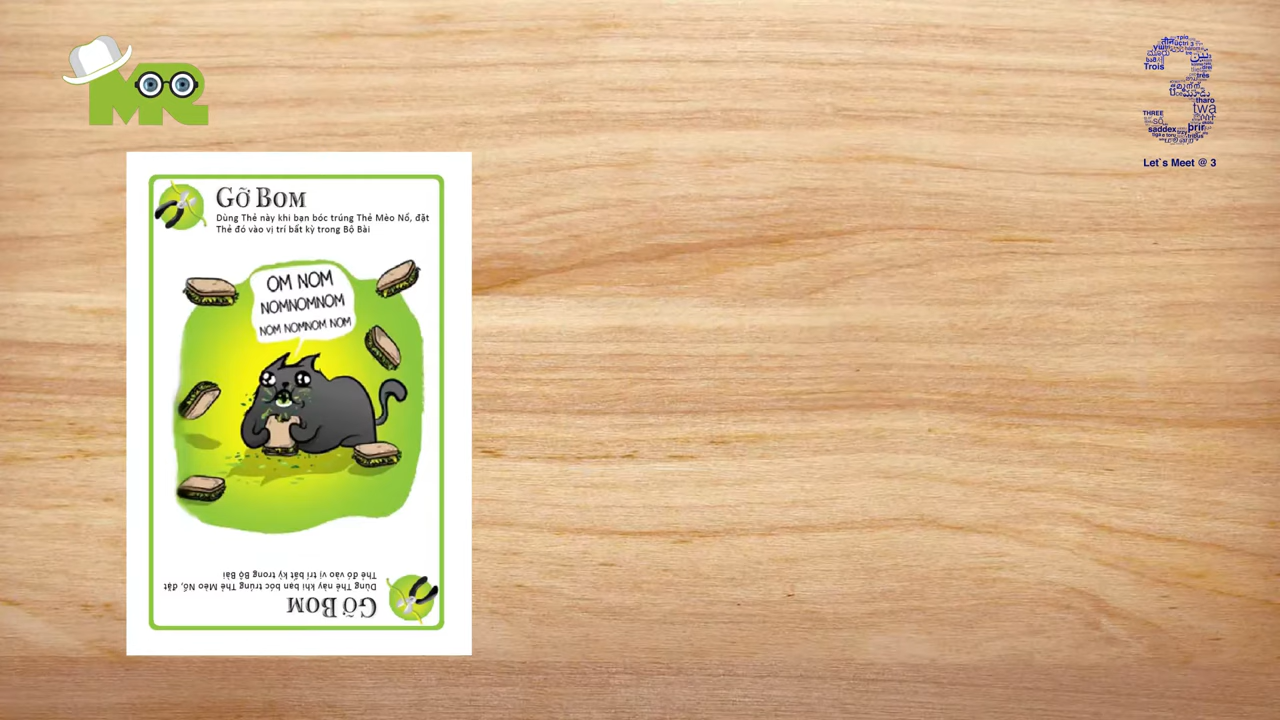 MR
Trois
THREE
saddex
três
tharo
twa
prir
Let`s Meet @ 3
GỠ BOM
Dùng Thẻ này khi bạn bóc trúng Thẻ Mèo Nổ, đặt
Thẻ đó vào vị trí bất kỳ trong Bộ Bài
OM NOM
NOMNOMNOM
NOM NOMNOM NOM
GỠ BOM
Dùng Thẻ này khi bạn bóc trúng Thẻ Mèo Nổ, đặt
Thẻ đó vào vị trí bất kỳ trong Bộ Bài